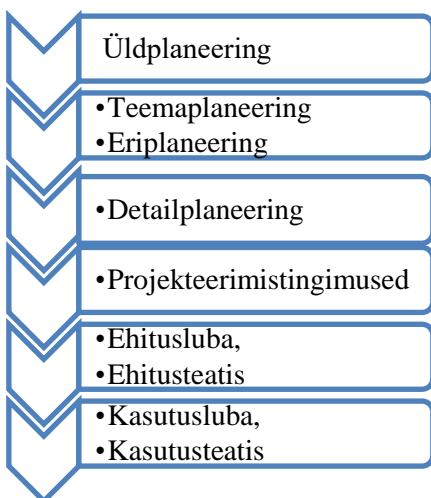 Üldplaneering
•Teemaplaneering
•Eriplaneering
•Detailplaneering
•Projekteerimistingimused
•Ehitusluba,
•Ehitusteatis
•Kasutusluba,
•Kasutusteatis